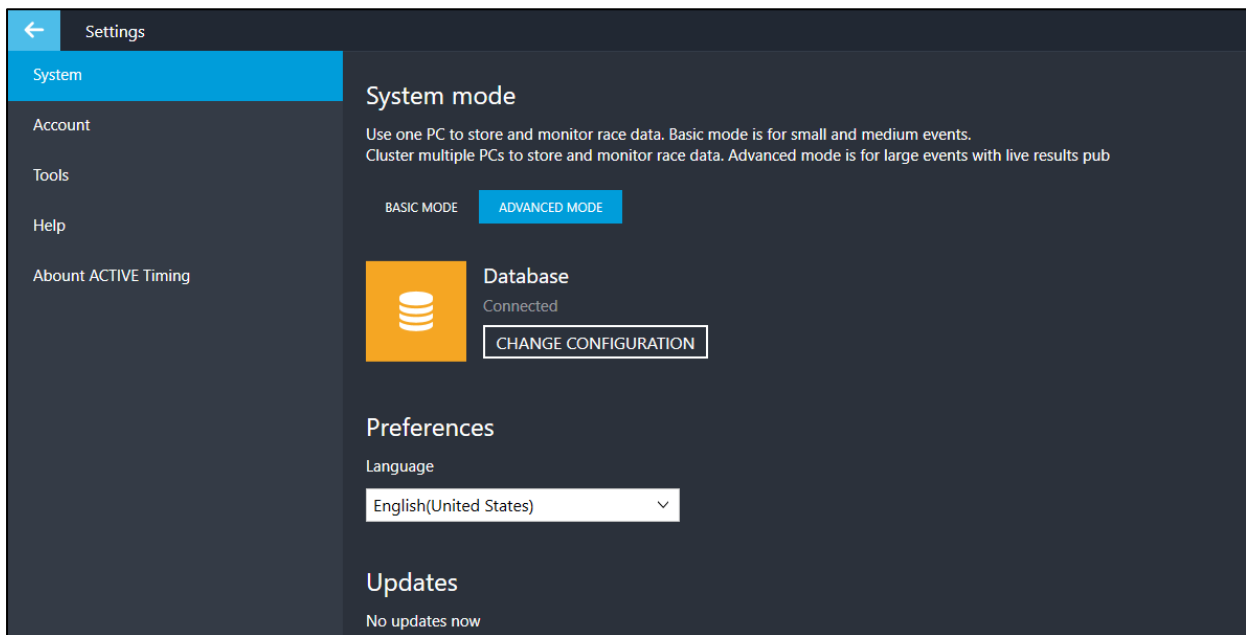 Settings
System
Account
Tools
Help
Abount ACTIVE Timing
System mode
Use one PC to store and monitor race data. Basic mode is for small and medium events.
Cluster multiple PCs to store and monitor race data. Advanced mode is for large events with live results pub
BASIC MODE
ADVANCED MODE
Database
Connected
CHANGE CONFIGURATION
Preferences
Language
English(United States)
Updates
No updates now